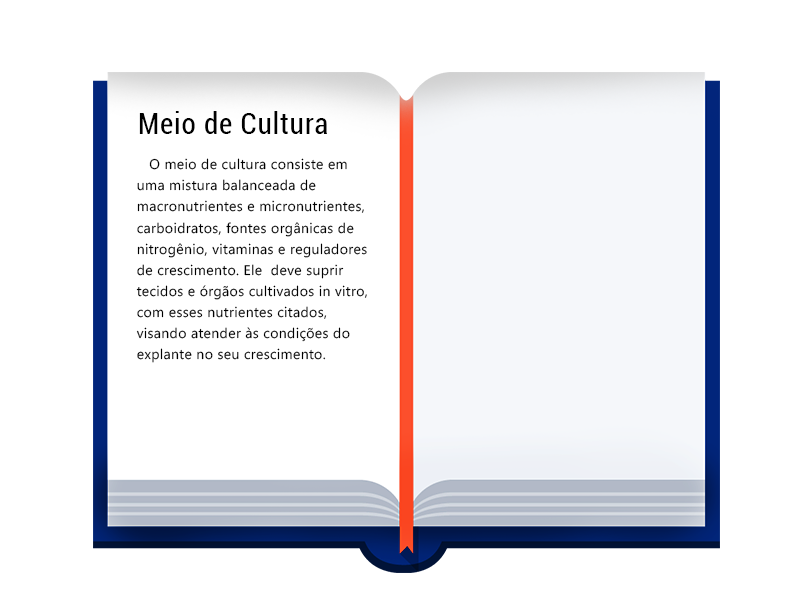 Meio de Cultura
O meio de cultura consiste em
uma mistura balanceada de
macronutrientes e micronutrientes,
carboidratos, fontes orgânicas de
nitrogênio, vitaminas e reguladores
de crescimento. Ele  deve suprir
tecidos e órgãos cultivados in vitro,
com esses nutrientes citados,
visando atender às condições do
explante no seu crescimento.